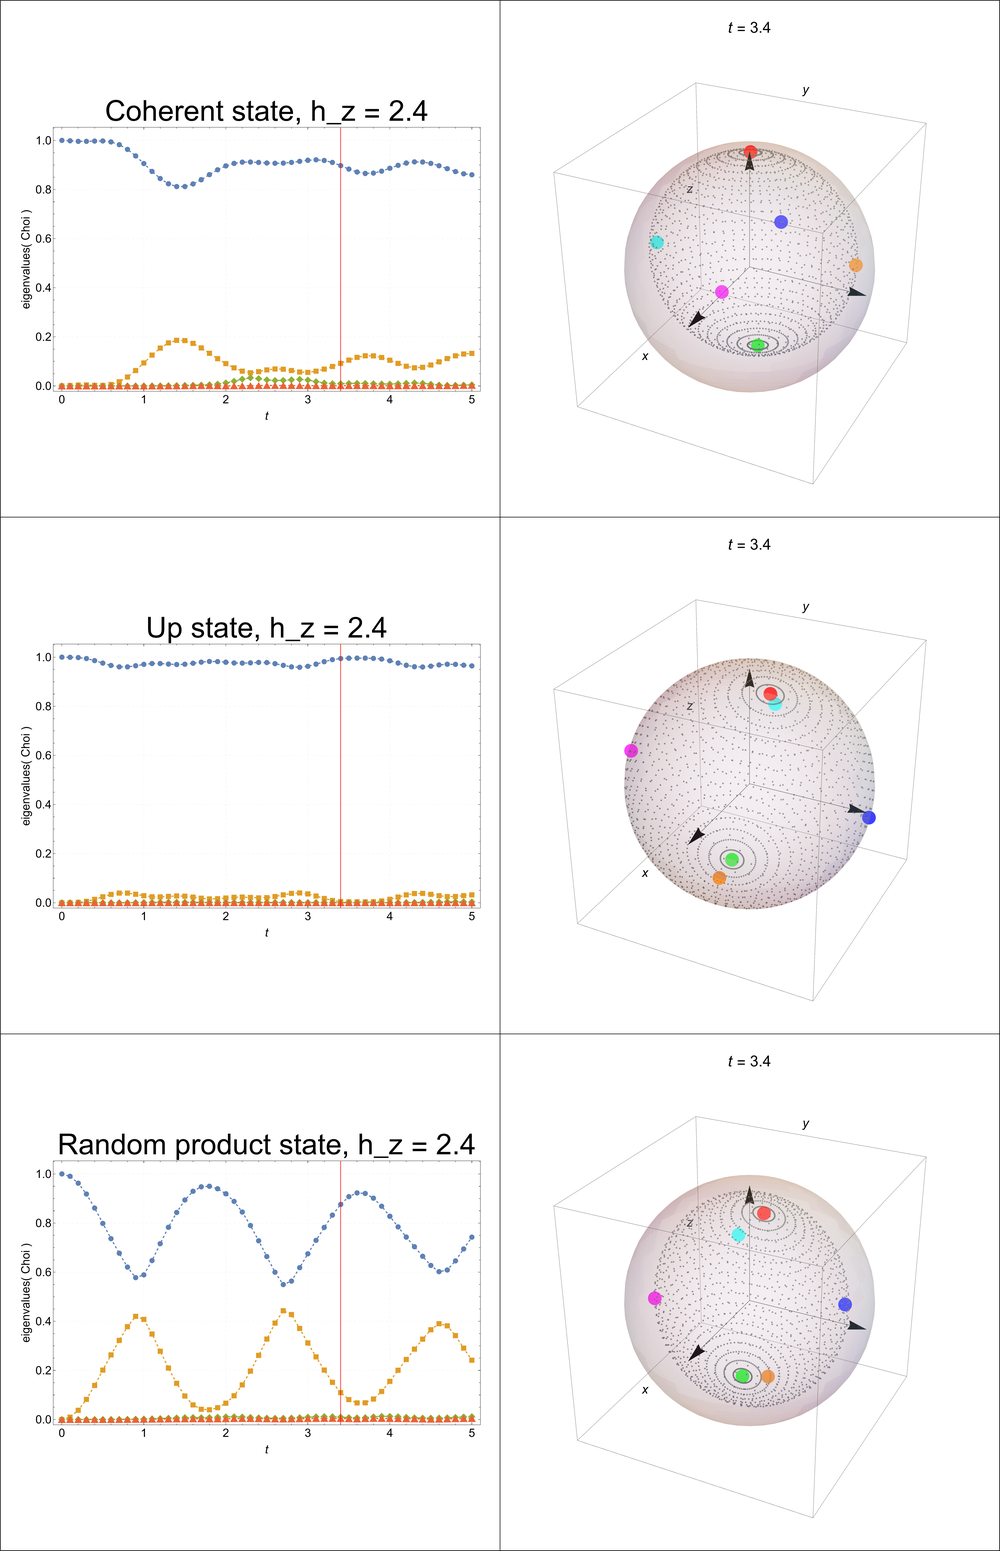 t = 3.4
Coherent state, h_z = 2.4
eigenvalues( Choi )
1.0
0.8
0.6
0.4
0.2
0.0
0 1 2 3 4 5
t
y
z
x
t = 3.4
Up state, h_z = 2.4
eigenvalues( Choi )
1.0
0.8
0.6
0.4
0.2
0.0
0 1 2 3 4 5
t
y
z
x
t = 3.4
Random product state, h_z = 2.4
eigenvalues( Choi )
1.0
0.8
0.6
0.4
0.2
0.0
0 1 2 3 4 5
t
y
z
x